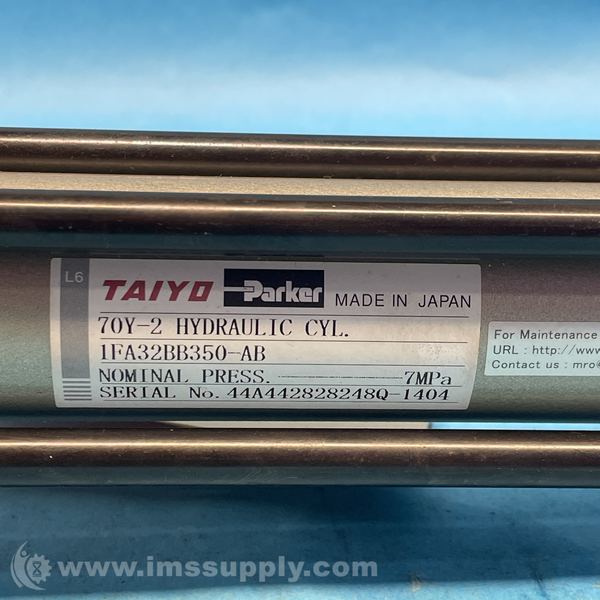 L6
TAIYO Parker MADE IN JAPAN
70Y-2 HYDRAULIC CYL.
1FA32BB350-AB
NOMINAL PRESS. 7MPa
SERIAL No. 44A442828248Q-1404
For Maintenance
URL : http://www
Contact us : mro@
www.imssupply.com